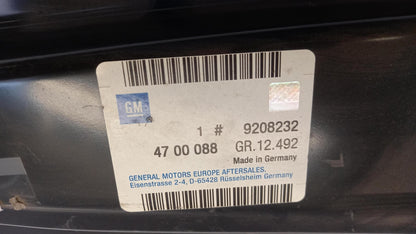 GM
1 # 9208232
47 00 088 GR.12.492
Made in Germany
GENERAL MOTORS EUROPE AFTERSALES.
Eisenstrasse 2-4, D-65428 Rüsselsheim Germany